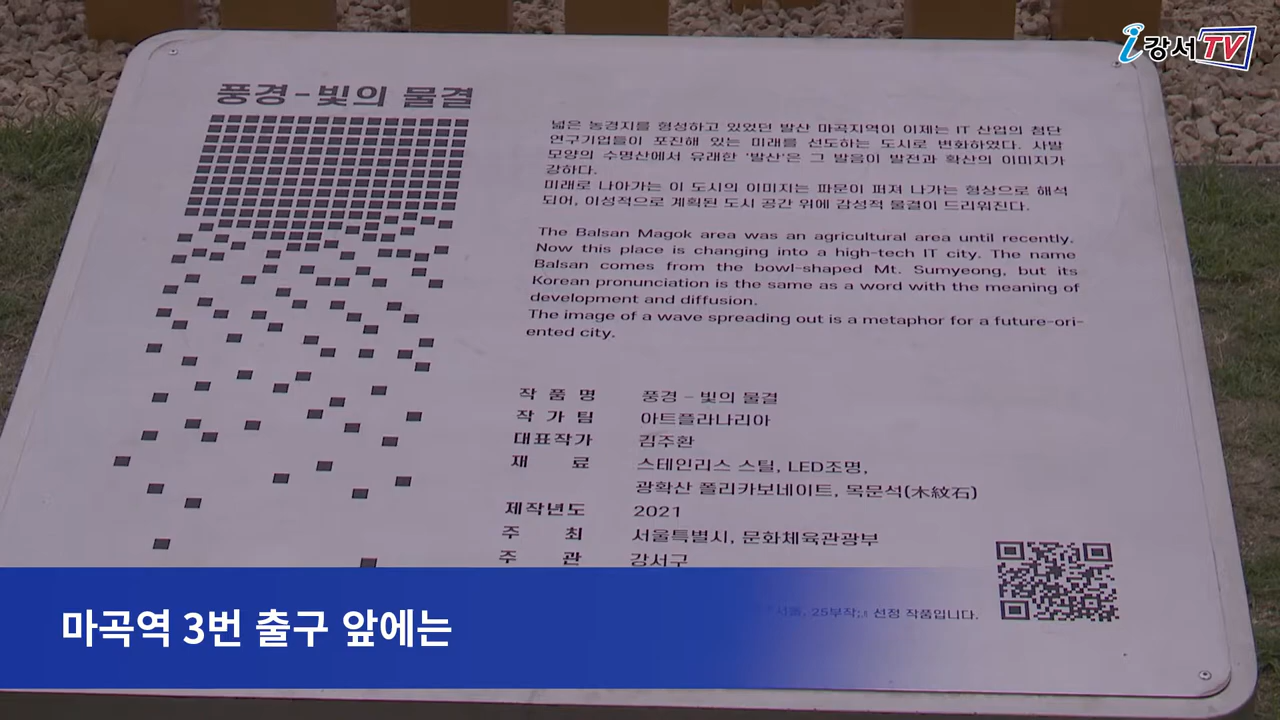 i강서TV
풍경-빛의 물결
넓은 농경지를 형성하고 있었던 발산 마곡지역이 이제는 IT 산업의 첨단
연구기업들이 포진해 있는 미래를 선도하는 도시로 변화하였다. 사발
모양의 수명산에서 유래한 '발산'은 그 발음이 발전과 확산의 이미지가
강하다.
미래로 나아가는 이 도시의 이미지는 파문이 퍼져 나가는 형상으로 해석
되어, 이성적으로 계획된 도시 공간 위에 감성적 물결이 드리워진다.
The Balsan Magok area was an agricultural area until recently.
Now this place is changing into a high-tech IT city. The name
Balsan comes from the bowl-shaped Mt. Sumyeong, but its
Korean pronunciation is the same as a word with the meaning of
development and diffusion.
The image of a wave spreading out is a metaphor for a future-ori-
ented city.
작 품 명 풍경 - 빛의 물결
작 가 팀 아트플라나리아
대표작가 김주환
재 료 스테인리스 스틸, LED조명,
광확산 폴리카보네이트, 목문석(木紋石)
제작년도 2021
주 최 서울특별시, 문화체육관광부
주 관 강서구
25부작;』 선정 작품입니다.
마곡역 3번 출구 앞에는